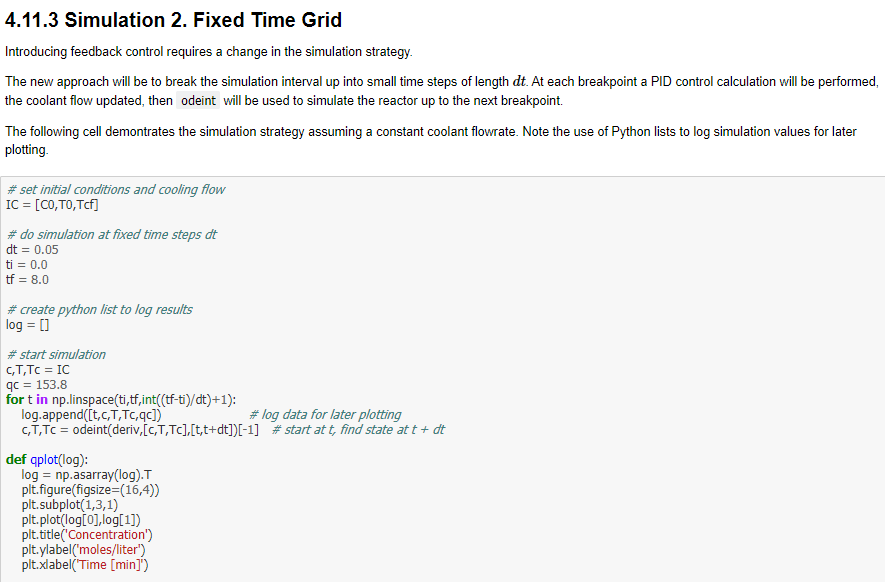 4.11.3 Simulation 2. Fixed Time Grid
Introducing feedback control requires a change in the simulation strategy.
The new approach will be to break the simulation interval up into small time steps of length dt. At each breakpoint a PID control calculation will be performed,
the coolant flow updated, then odeint will be used to simulate the reactor up to the next breakpoint.
The following cell demontrates the simulation strategy assuming a constant coolant flowrate. Note the use of Python lists to log simulation values for later
plotting.
# set initial conditions and cooling flow
IC = [C0,T0,Tcf]
# do simulation at fixed time steps dt
dt = 0.05
ti = 0.0
tf = 8.0
# create python list to log results
log = []
# start simulation
c,T,Tc = IC
qc = 153.8
for t in np.linspace(ti,tf,int((tf-ti)/dt)+1):
    log.append([t,c,T,Tc,qc])    # log data for later plotting
    c,T,Tc = odeint(deriv,[c,T,Tc],[t,t+dt])[-1]    # start at t, find state at t + dt
def qplot(log):
    log = np.asarray(log).T
    plt.figure(figsize=(16,4))
    plt.subplot(1,3,1)
    plt.plot(log[0],log[1])
    plt.title('Concentration')
    plt.ylabel('moles/liter')
    plt.xlabel('Time [min]')